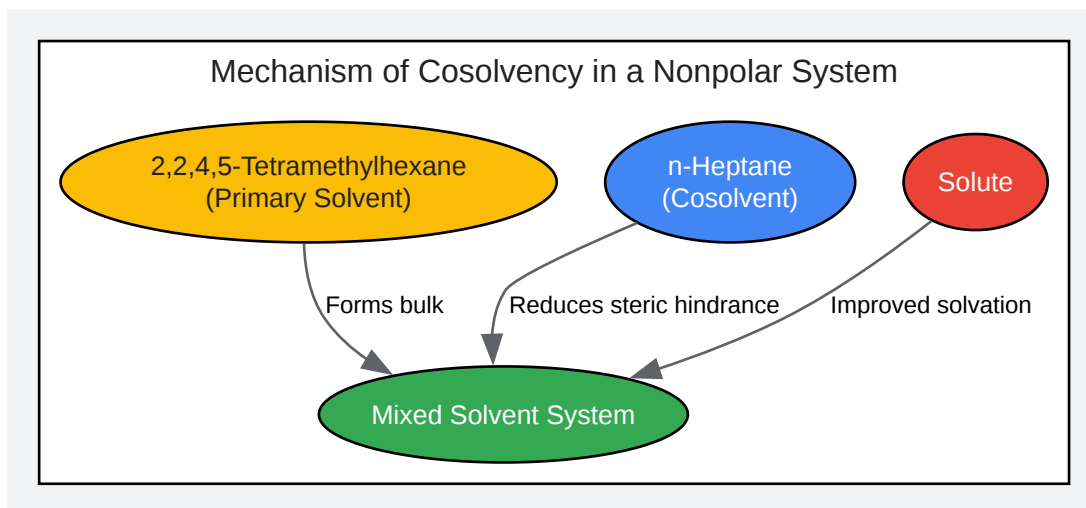 Mechanism of Cosolvency in a Nonpolar System
2,2,4,5-Tetramethylhexane
(Primary Solvent)
n-Heptane
(Cosolvent)
Solute
Forms bulk
Reduces steric hindrance
Improved solvation
Mixed Solvent System